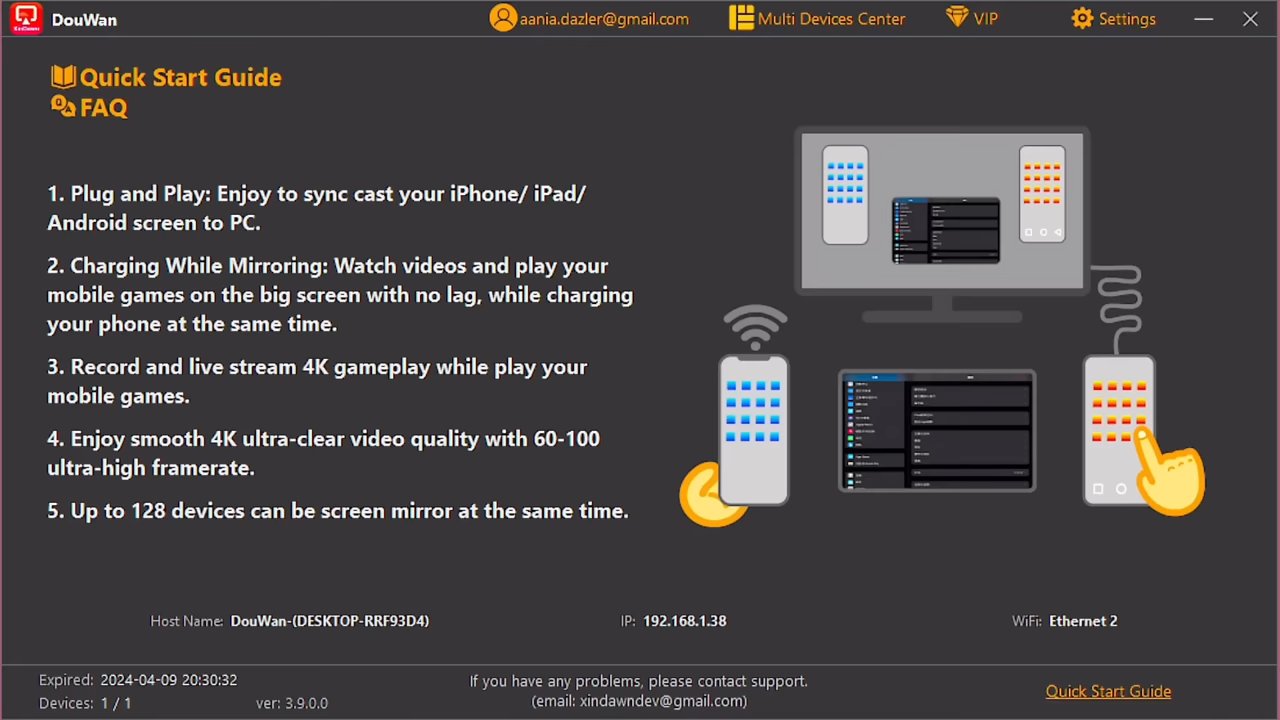 DouWan
aania.dazler@gmail.com
Multi Devices Center
VIP
Settings
Quick Start Guide
FAQ
1. Plug and Play: Enjoy to sync cast your iPhone/ iPad/
Android screen to PC.
2. Charging While Mirroring: Watch videos and play your
mobile games on the big screen with no lag, while charging
your phone at the same time.
3. Record and live stream 4K gameplay while play your
mobile games.
4. Enjoy smooth 4K ultra-clear video quality with 60-100
ultra-high framerate.
5. Up to 128 devices can be screen mirror at the same time.
Host Name: DouWan-(DESKTOP-RRF93D4)
IP: 192.168.1.38
WiFi: Ethernet 2
Expired: 2024-04-09 20:30:32
Devices: 1 / 1
ver: 3.9.0.0
If you have any problems, please contact support.
(email: xindawndev@gmail.com)
Quick Start Guide